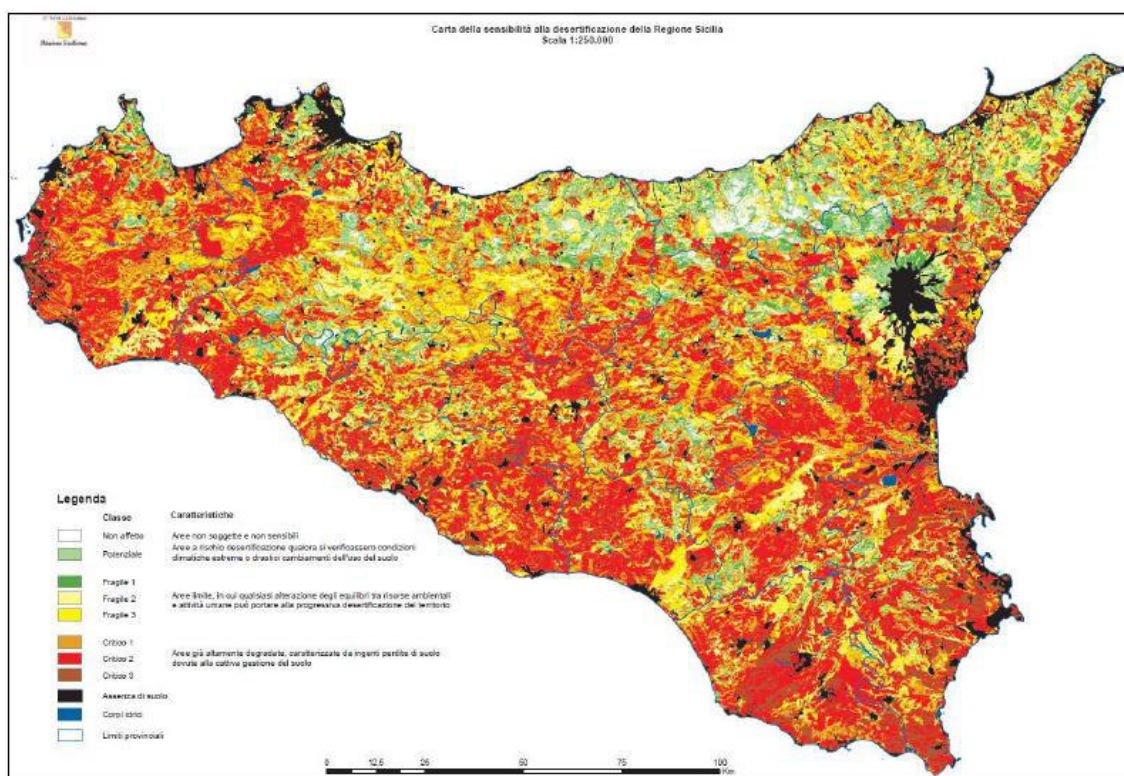 Regione Siciliana
Carta della sensibilità alla desertificazione della Regione Sicilia
Scala 1:250.000
Legenda
Classe Caratteristiche
Non affetto Aree non soggette e non sensibili
Potenziale Aree a rischio desertificazione qualora si verificassero condizioni
climatiche estreme o drastici cambiamenti dell'uso del suolo
Fragile 1
Fragile 2 Aree limite, in cui qualsiasi alterazione degli equilibri tra risorse ambientali
e attività umane può portare alla progressiva desertificazione del territorio
Fragile 3
Critico 1
Critico 2 Aree già altamente degradate, caratterizzate da ingenti perdite di suolo
dovute alla cattiva gestione del suolo
Critico 3
Assenza di suolo
Corpi idrici
Limiti provinciali
0 12,5 25 50 75 100
Km